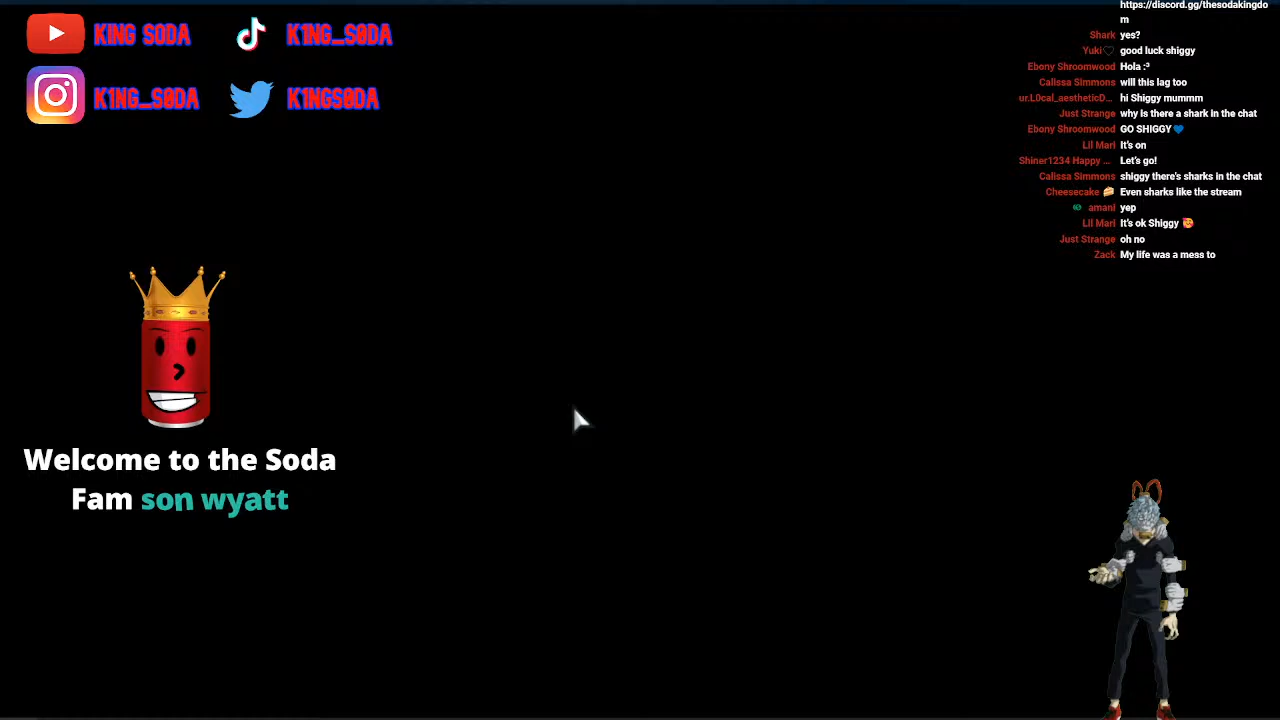 KING SODA
K1NG_S0DA
K1NG_S0DA
K1NGS0DA
https://discord.gg/thesodakingdo
m
Shark yes?
Yuki♡ good luck shiggy
Ebony Shroomwood Hola :³
Calissa Simmons will this lag too
ur.L0cal_aestheticD... hi Shiggy mummm
Just Strange why is there a shark in the chat
Ebony Shroomwood GO SHIGGY💙
Lil Mari It's on
Shiner1234 Happy ... Let's go!
Calissa Simmons shiggy there's sharks in the chat
Cheesecake 🍰 Even sharks like the stream
amani yep
Lil Mari It's ok Shiggy 🥰
Just Strange oh no
Zack My life was a mess to
Welcome to the Soda
Fam son wyatt